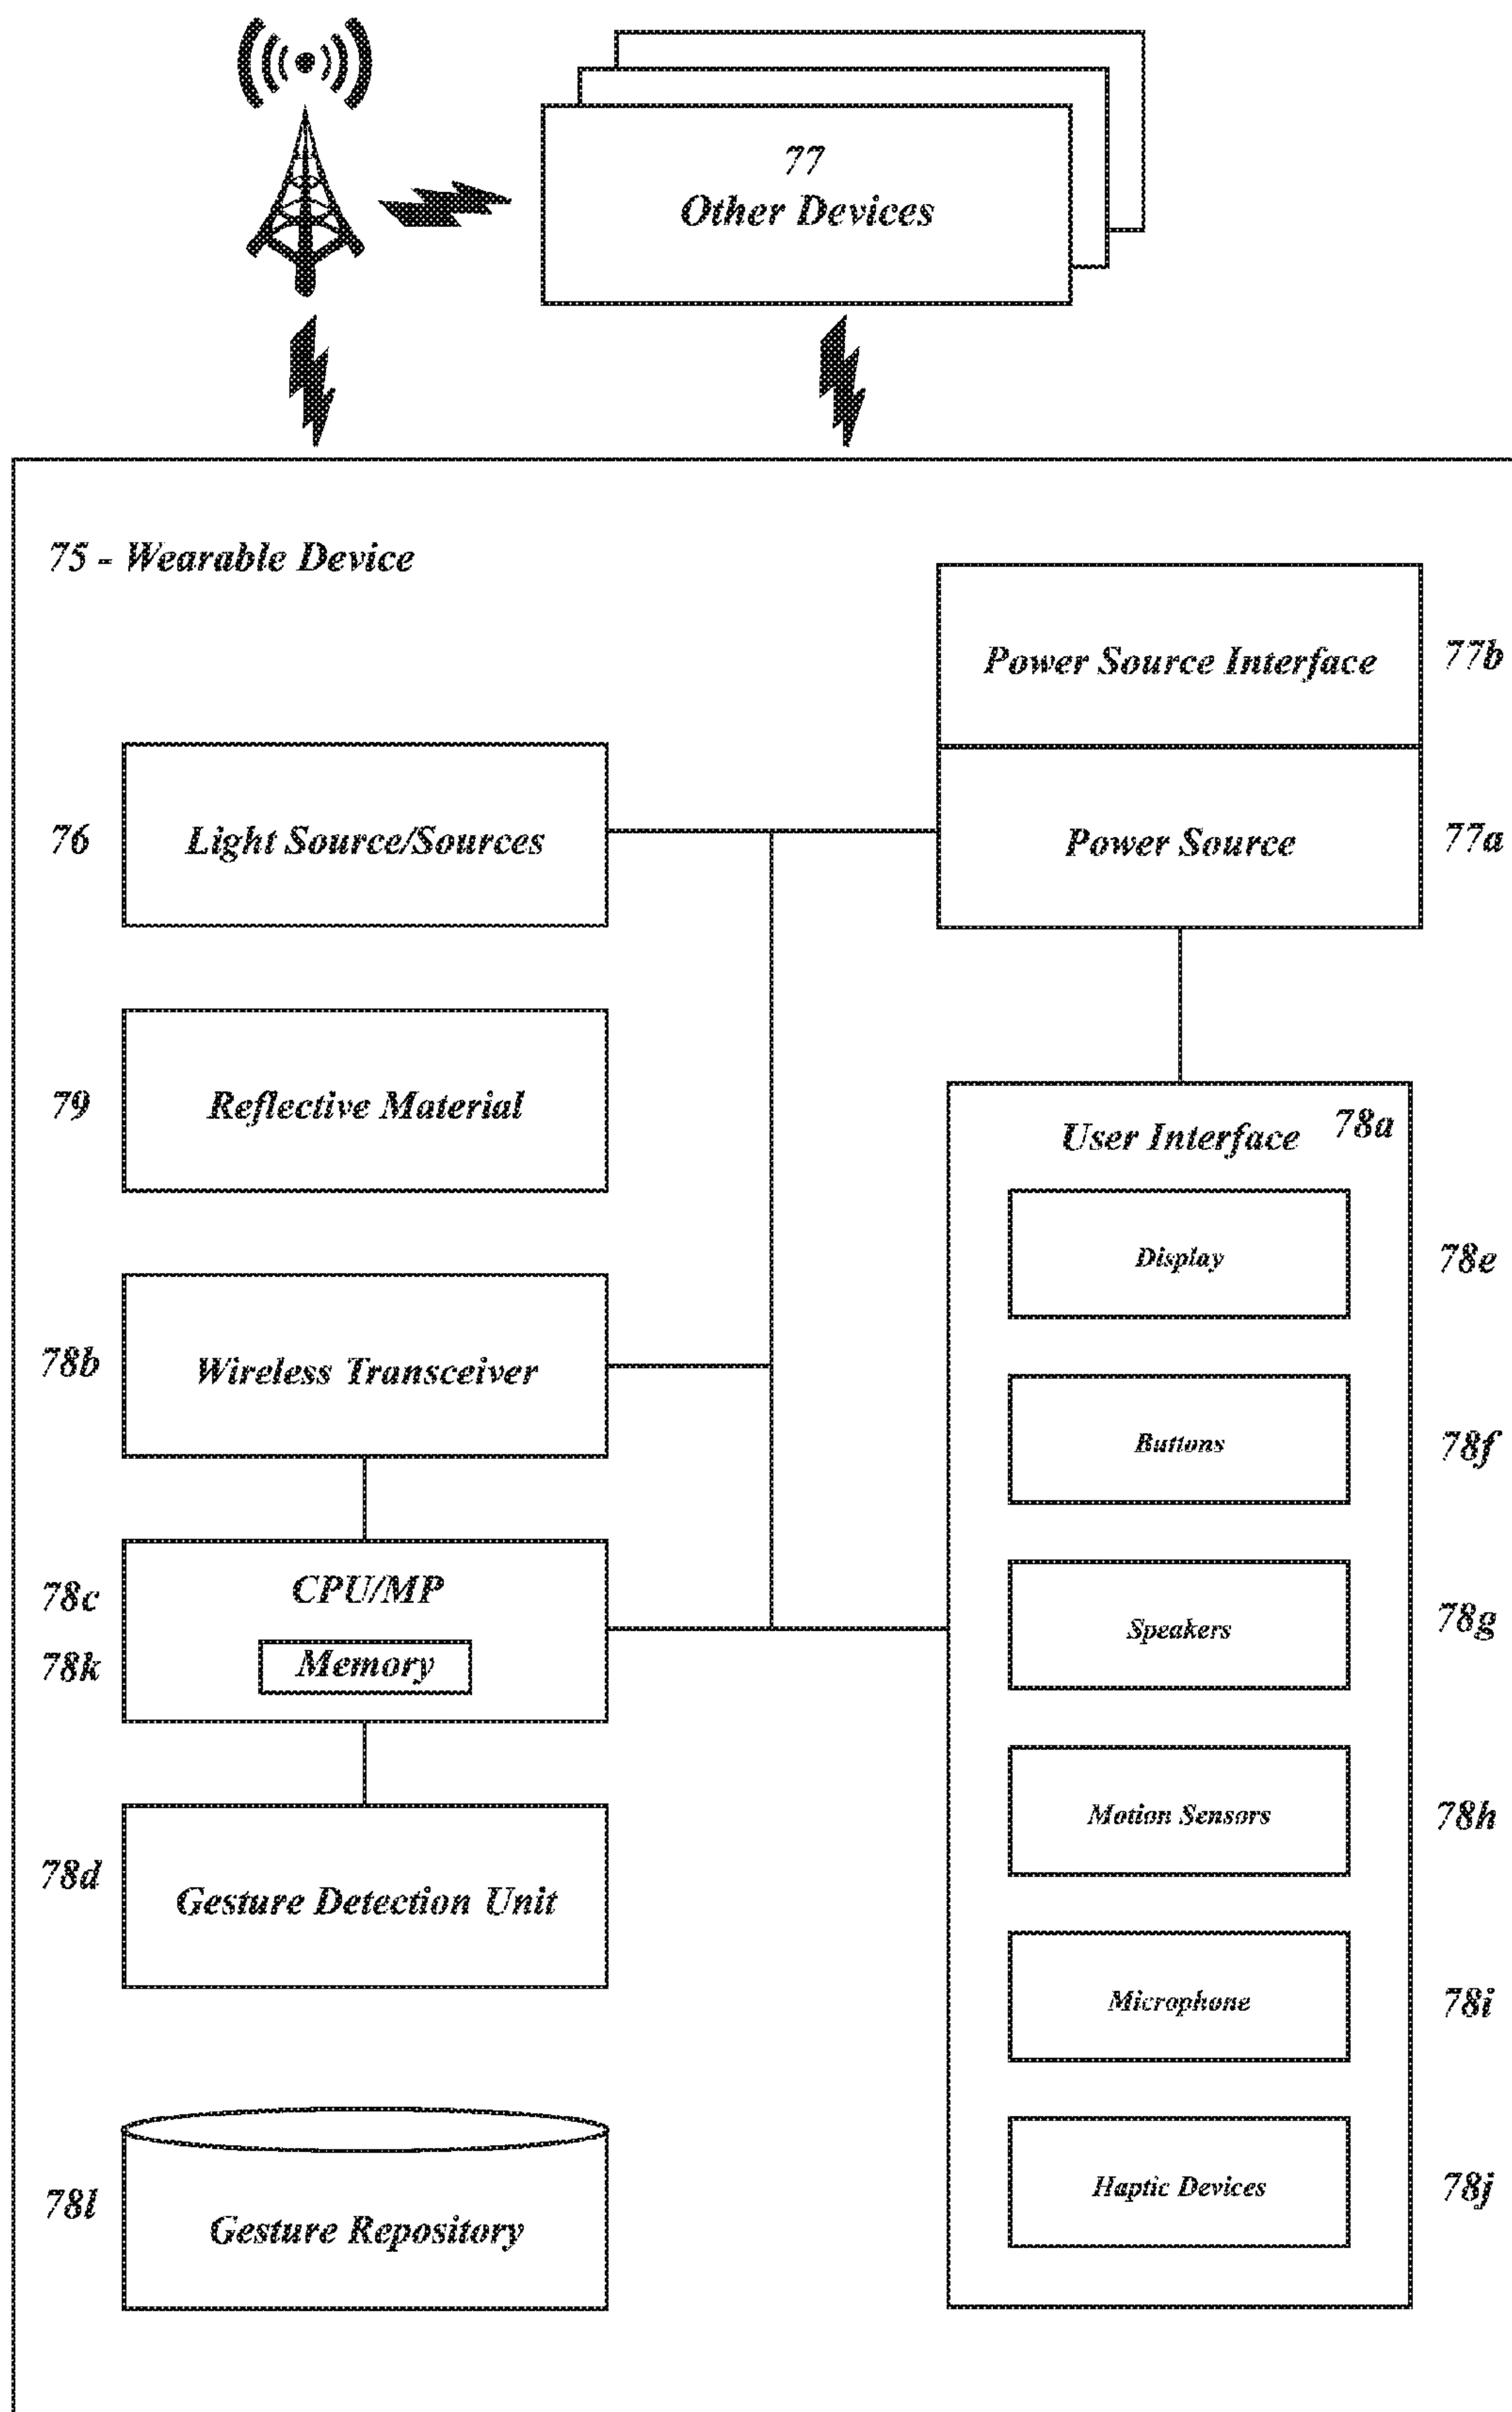 77
Other Devices
75 - Wearable Device
Power Source Interface 77b
76 Light Source/Sources
Power Source 77a
79 Reflective Material
User Interface 78a
Display 78e
78b Wireless Transceiver
Buttons 78f
78c CPU/MP
78k Memory
Speakers 78g
Motion Sensors 78h
78d Gesture Detection Unit
Microphone 78i
Haptic Devices 78j
78l Gesture Repository